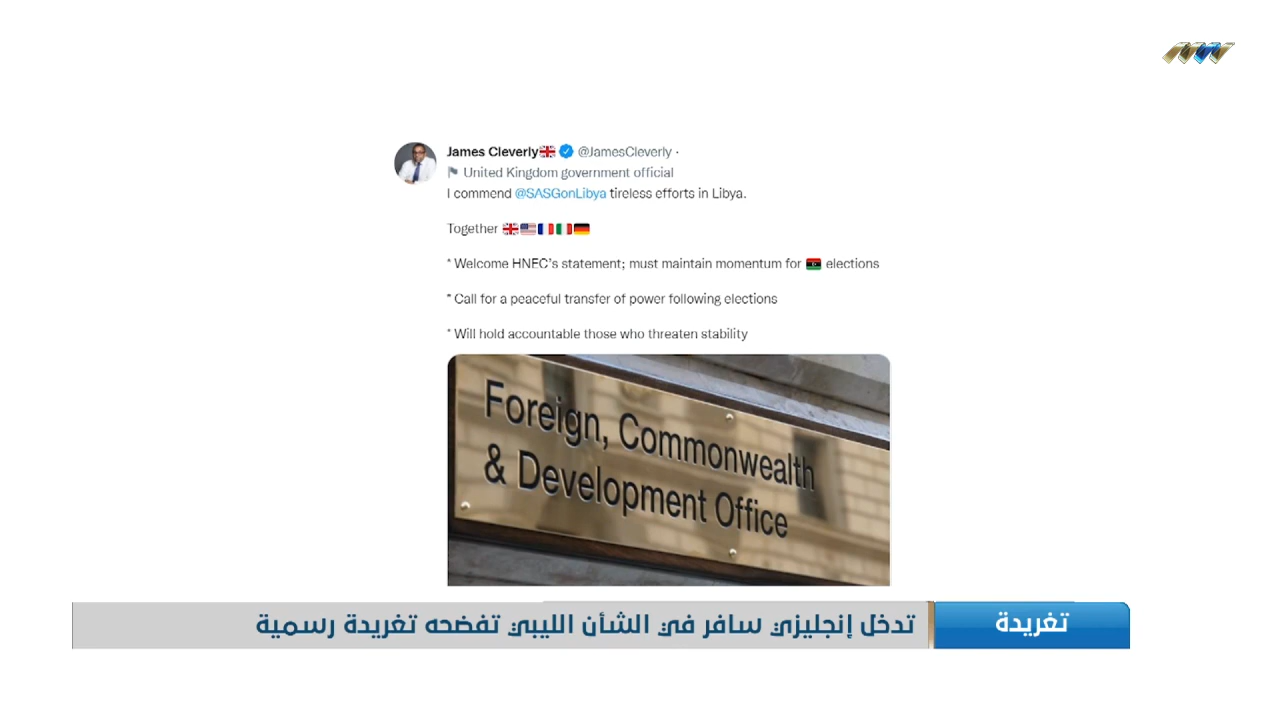 James Cleverly🇬🇧 @JamesCleverly ·
United Kingdom government official
I commend @SASGonLibya tireless efforts in Libya.
Together 🇬🇧🇺🇸🇫🇷🇮🇹🇩🇪
* Welcome HNEC's statement; must maintain momentum for 🇱🇾 elections
* Call for a peaceful transfer of power following elections
* Will hold accountable those who threaten stability
Foreign, Commonwealth
& Development Office
تغريدة
تدخل إنجليزي سافر في الشأن الليبي تفضحه تغريدة رسمية